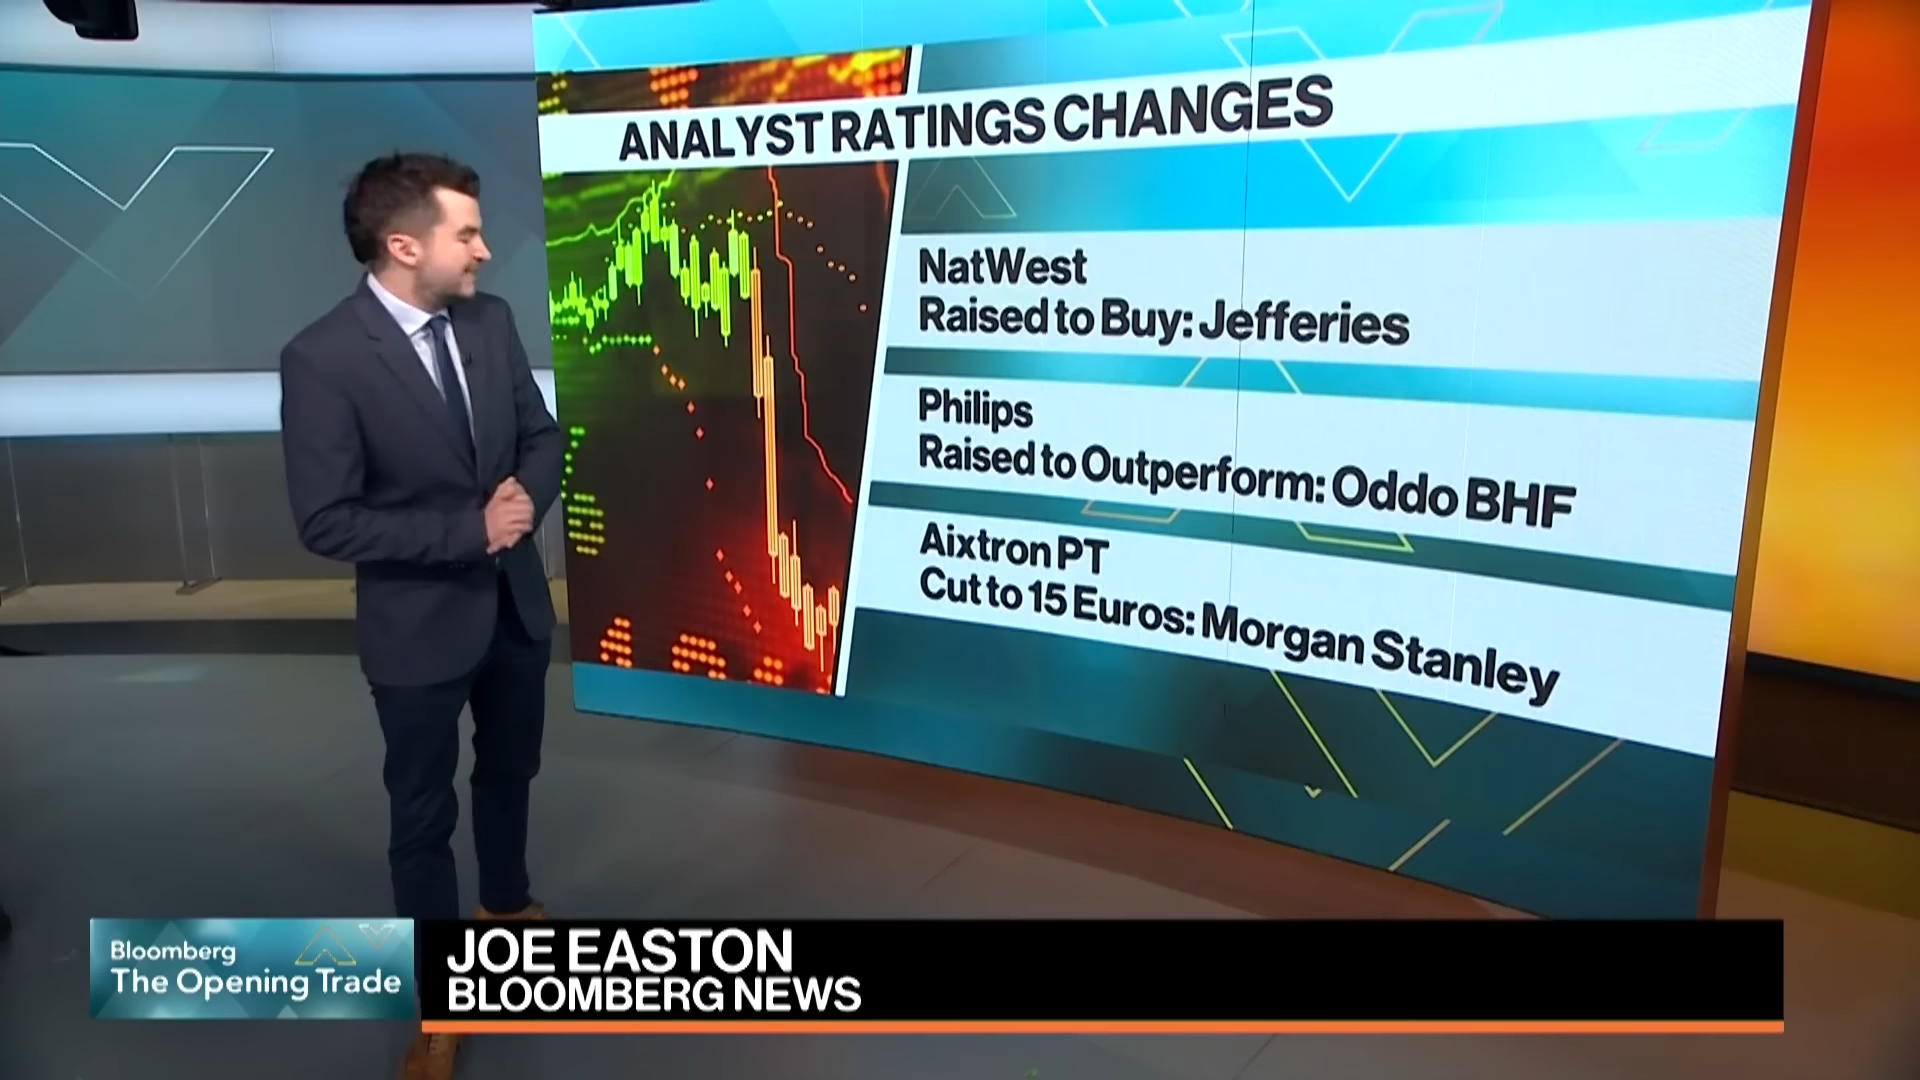 ANALYST RATINGS CHANGES
NatWest
Raised to Buy: Jefferies
Philips
Raised to Outperform: Oddo BHF
Aixtron PT
Cut to 15 Euros: Morgan Stanley
Bloomberg
The Opening Trade
JOE EASTON
BLOOMBERG NEWS